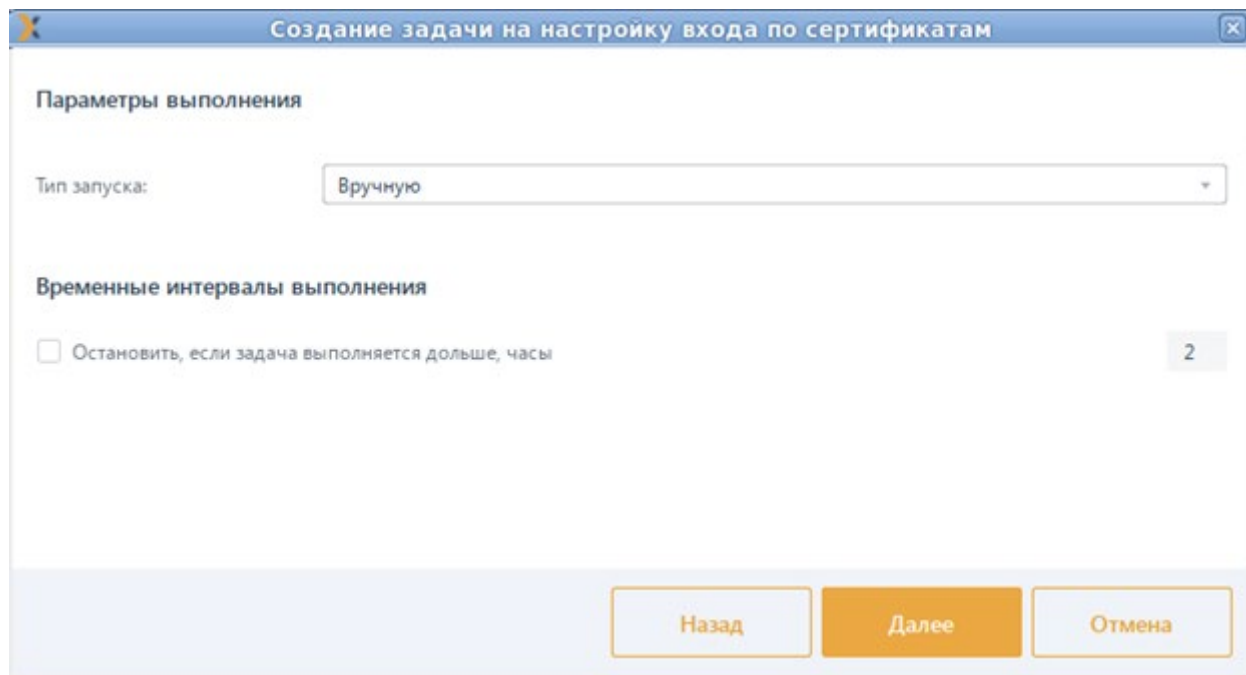 Создание задачи на настройку входа по сертификатам
Параметры выполнения
Тип запуска: Вручную
Временные интервалы выполнения
Остановить, если задача выполняется дольше, часы 2
Назад Далее Отмена